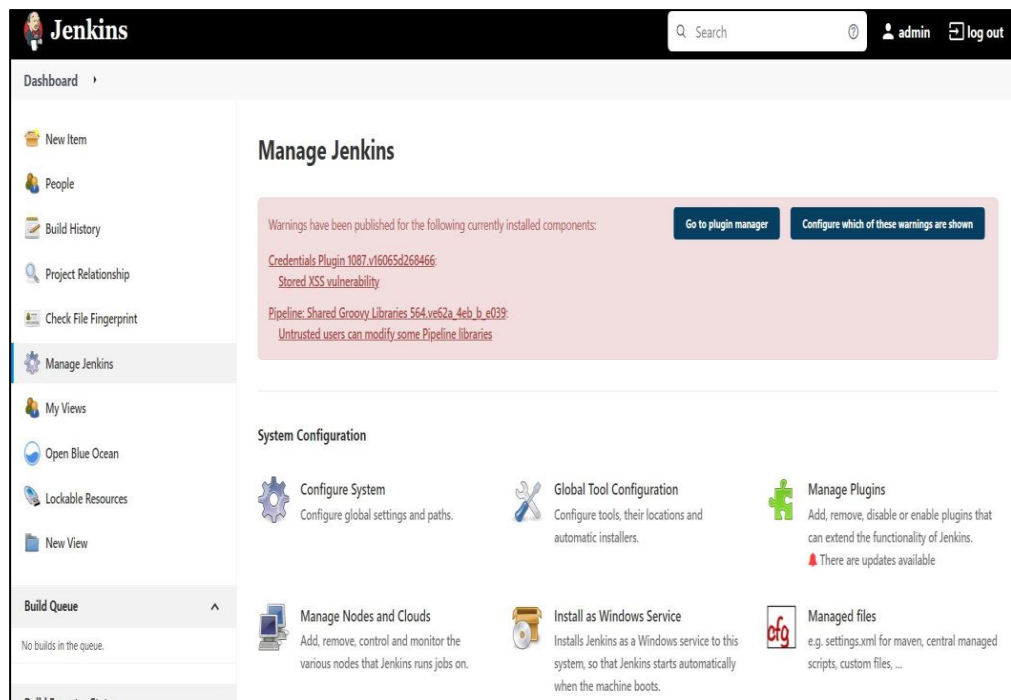 Jenkins
Search
admin
log out
Dashboard
New Item
People
Build History
Project Relationship
Check File Fingerprint
Manage Jenkins
My Views
Open Blue Ocean
Lockable Resources
New View
Build Queue
No builds in the queue.
Manage Jenkins
Warnings have been published for the following currently installed components:
Go to plugin manager
Configure which of these warnings are shown
Credentials Plugin 1087.v16065d268466:
Stored XSS vulnerability
Pipeline: Shared Groovy Libraries 564.ve62a_4eb_b_e039:
Untrusted users can modify some Pipeline libraries
System Configuration
Configure System
Configure global settings and paths.
Global Tool Configuration
Configure tools, their locations and
automatic installers.
Manage Plugins
Add, remove, disable or enable plugins that
can extend the functionality of Jenkins.
There are updates available
Manage Nodes and Clouds
Add, remove, control and monitor the
various nodes that Jenkins runs jobs on.
Install as Windows Service
Installs Jenkins as a Windows service to this
system, so that Jenkins starts automatically
when the machine boots.
cfg
Managed files
e.g. settings.xml for maven, central managed
scripts, custom files, ...